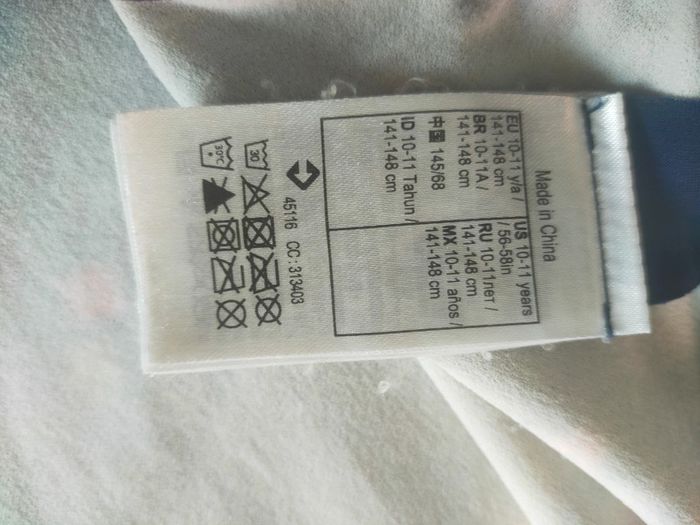 Made in China
EU 10-11 y/a /
141-148 cm
BR 10-11A /
141-148 cm
中国 145/68
ID 10-11 Tahun /
141-148 cm
US 10-11 years
/ 56-58in
RU 10-11лет /
141-148 cm
MX 10-11 años /
141-148 cm
45116 CC: 313403
30
30°C